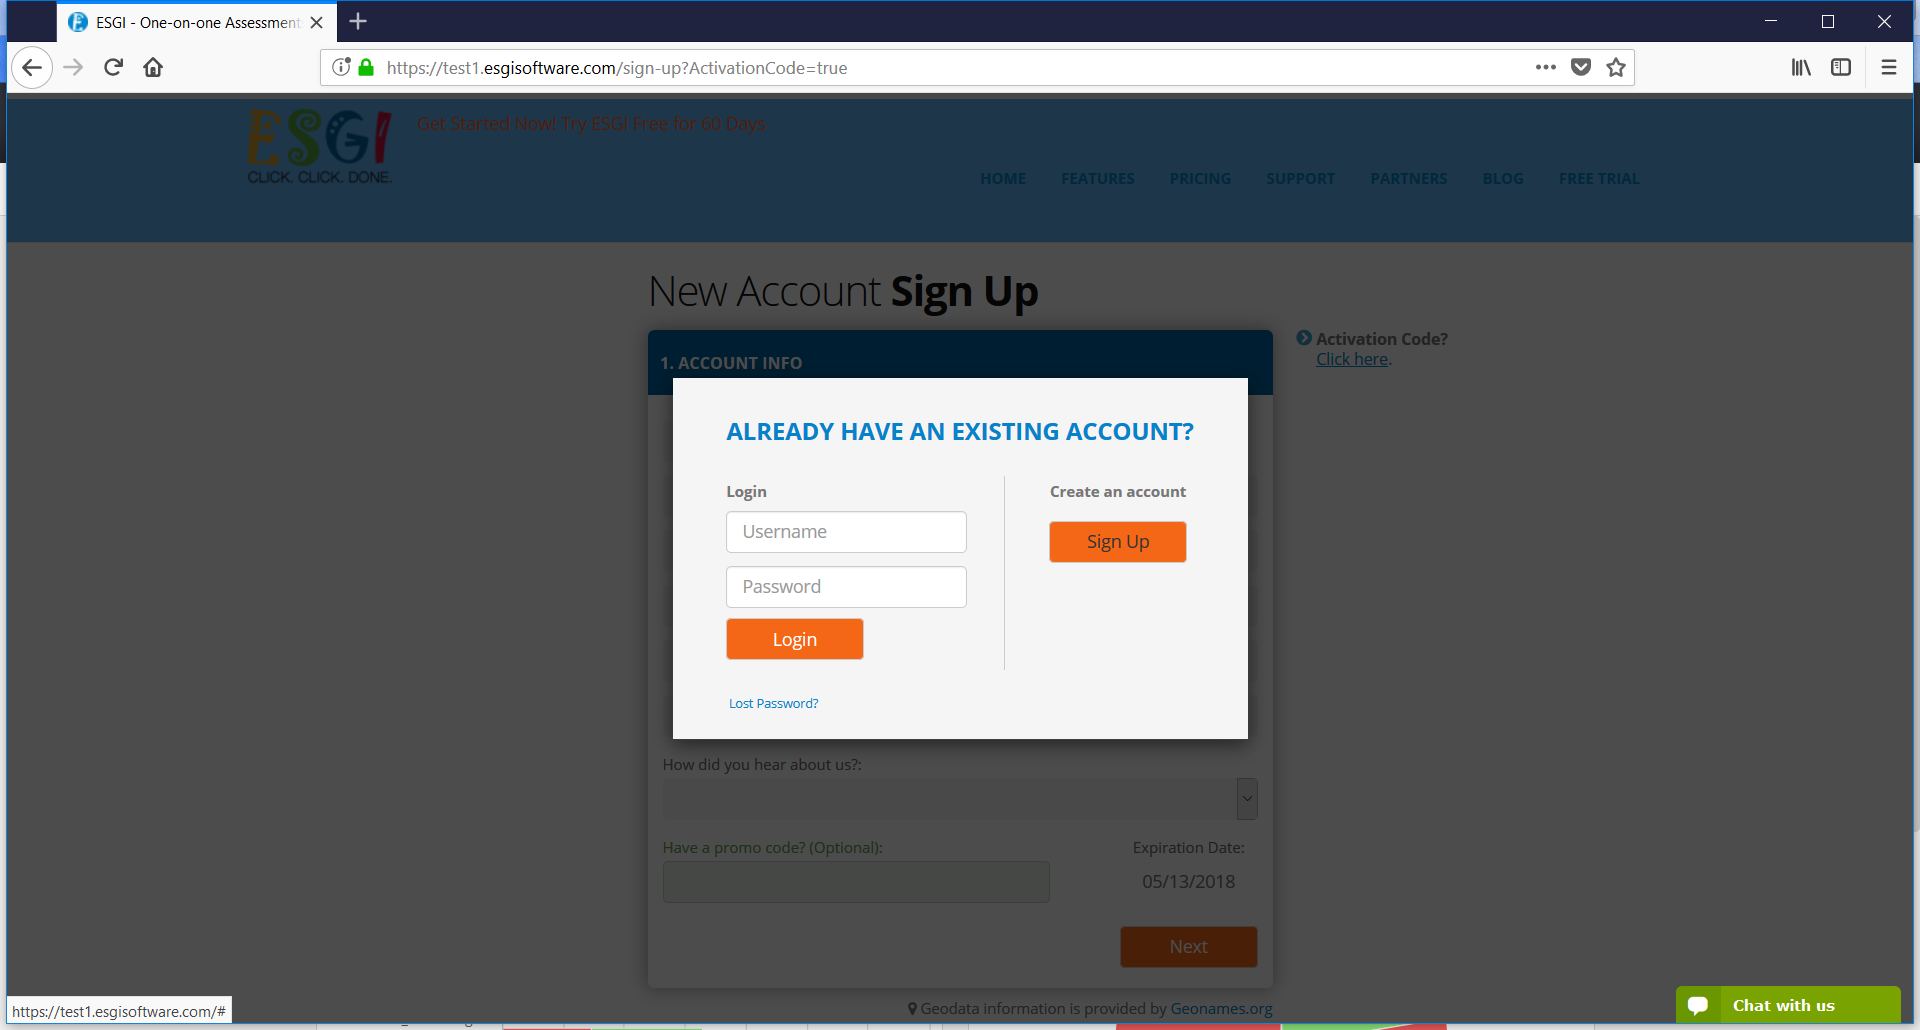 ESGI - One-on-one Assessment
https://test1.esgisoftware.com/sign-up?ActivationCode=true
ESGI
CLICK. CLICK. DONE.
Get Started Now! Try ESGI Free for 60 Days
HOME FEATURES PRICING SUPPORT PARTNERS BLOG FREE TRIAL
New Account Sign Up
1. ACCOUNT INFO
Activation Code?
Click here.
ALREADY HAVE AN EXISTING ACCOUNT?
Login
Username
Password
Login
Lost Password?
Create an account
Sign Up
How did you hear about us?:
Have a promo code? (Optional):
Expiration Date:
05/13/2018
Next
Geodata information is provided by Geonames.org
https://test1.esgisoftware.com/#
Chat with us